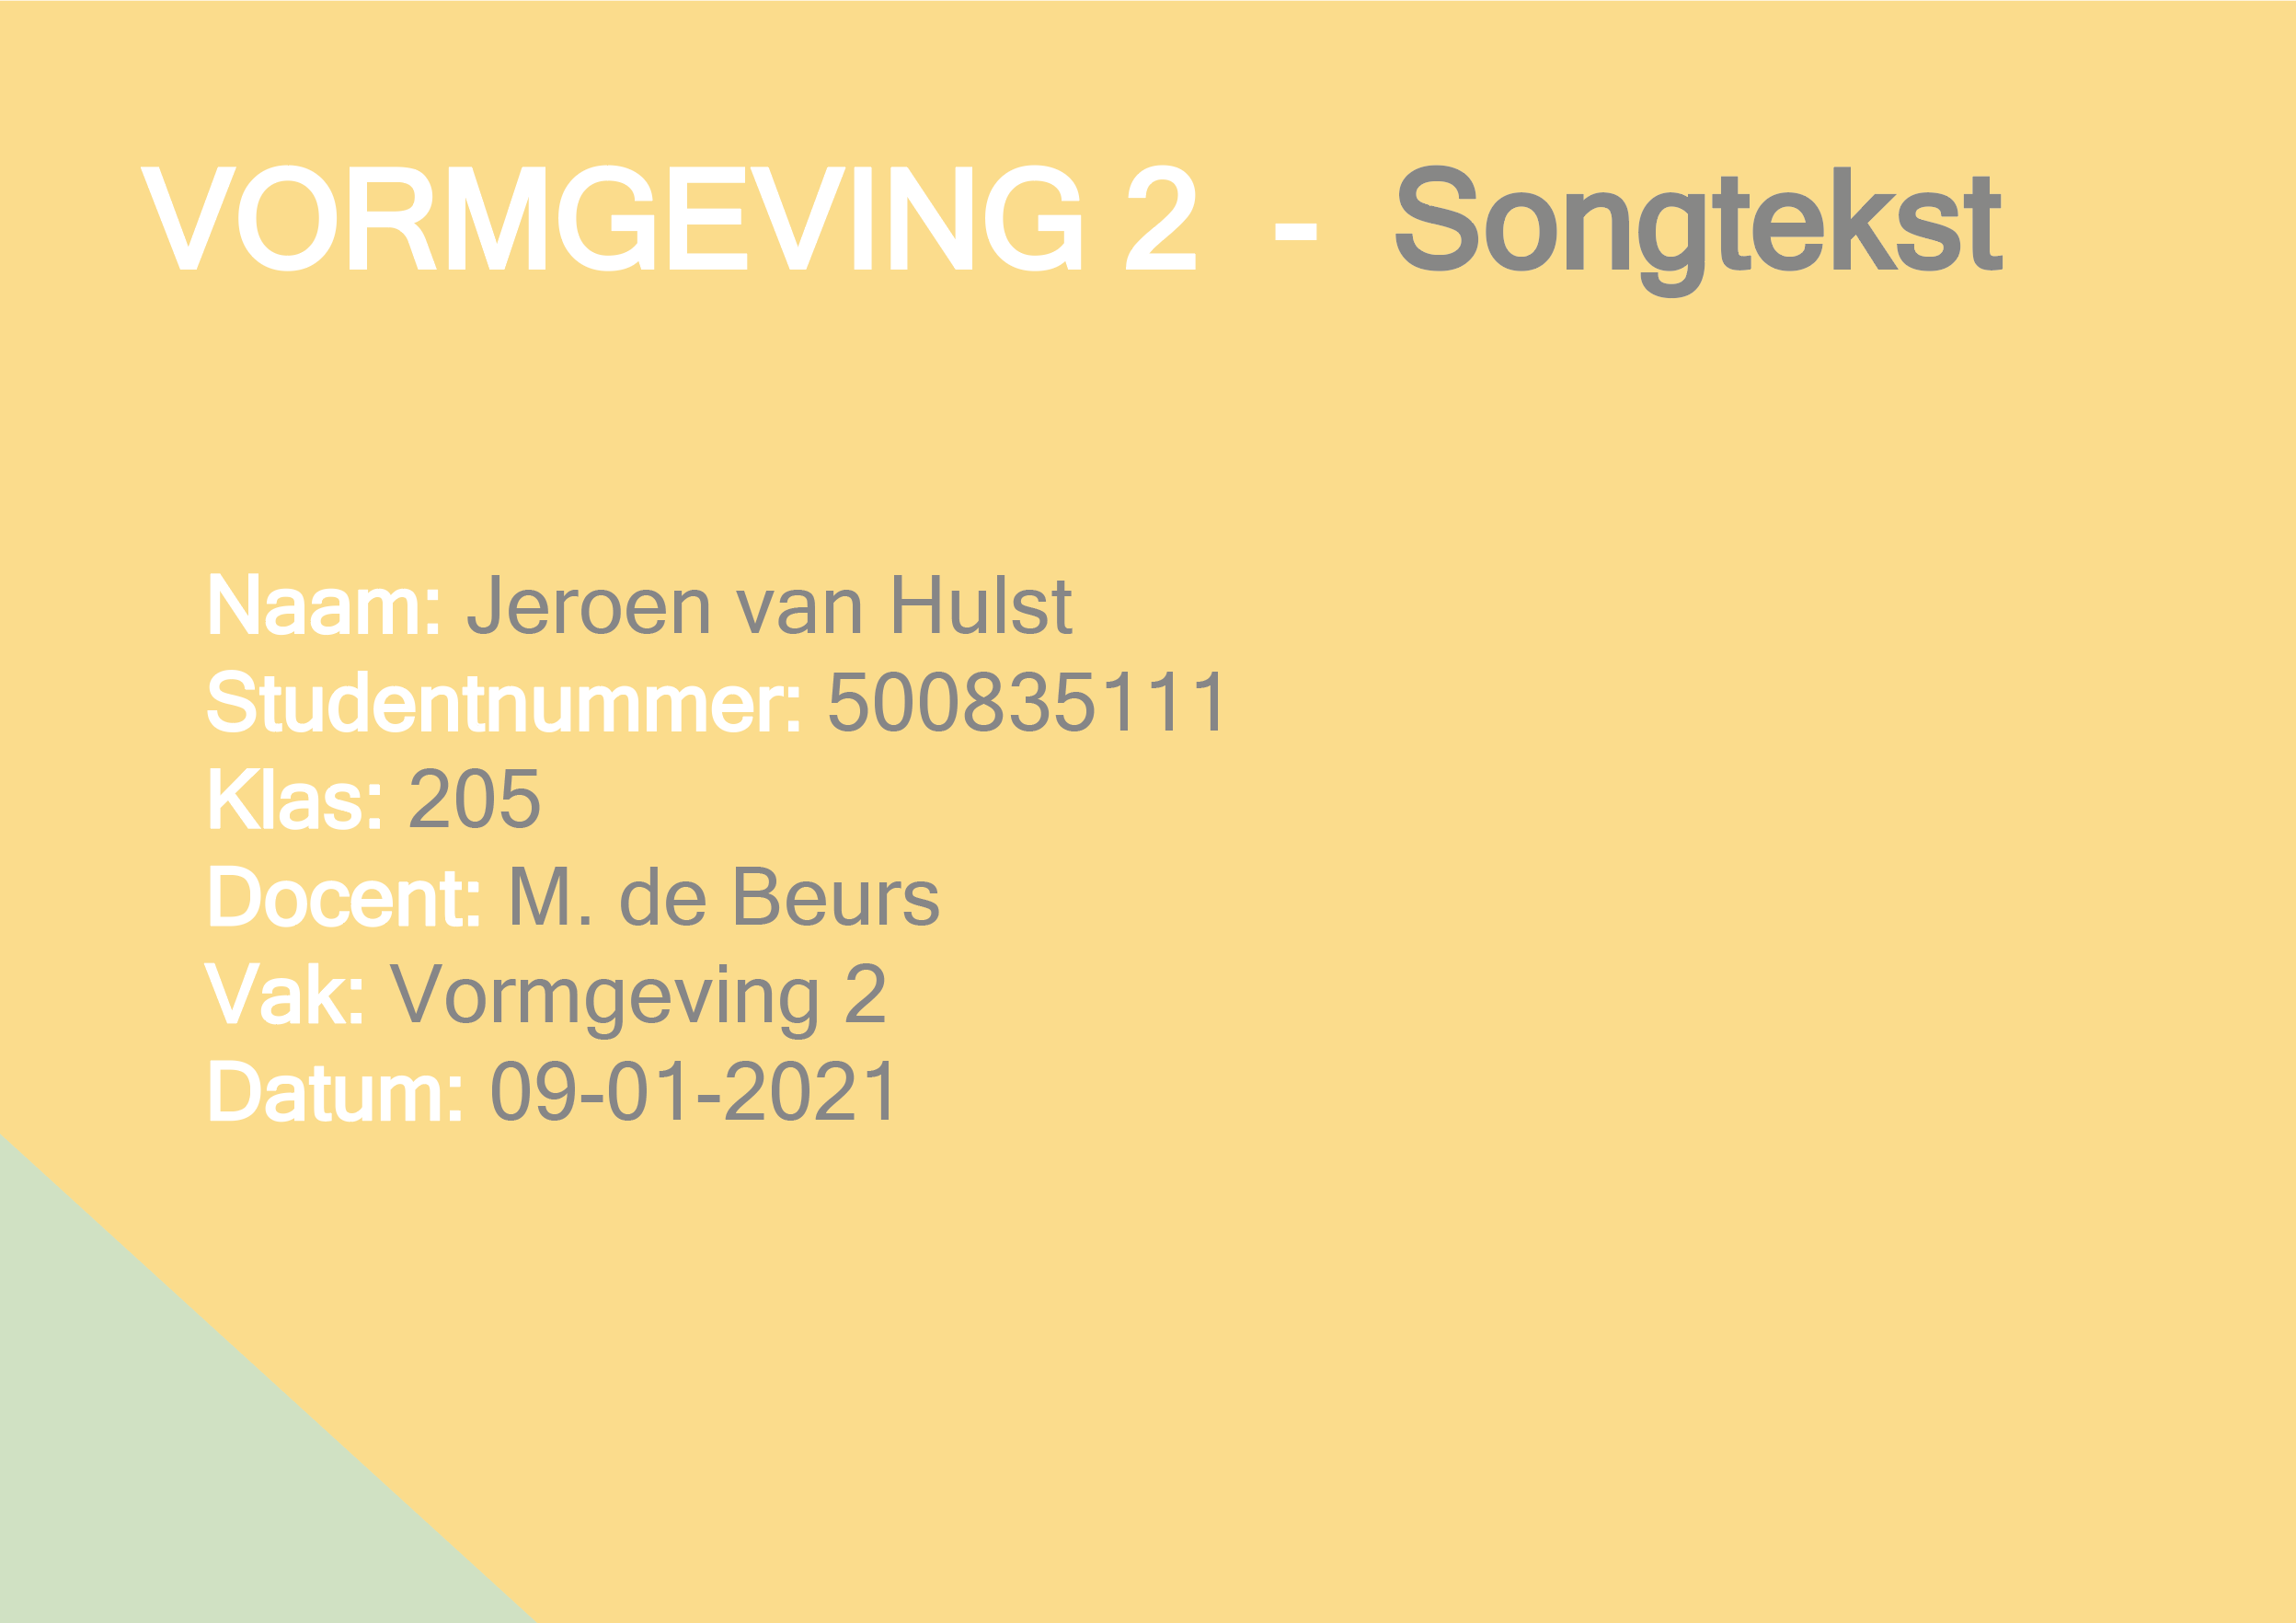 VORMGEVING 2 - Songtekst
Naam: Jeroen van Hulst
Studentnummer: 500835111
Klas: 205
Docent: M. de Beurs
Vak: Vormgeving 2
Datum: 09-01-2021